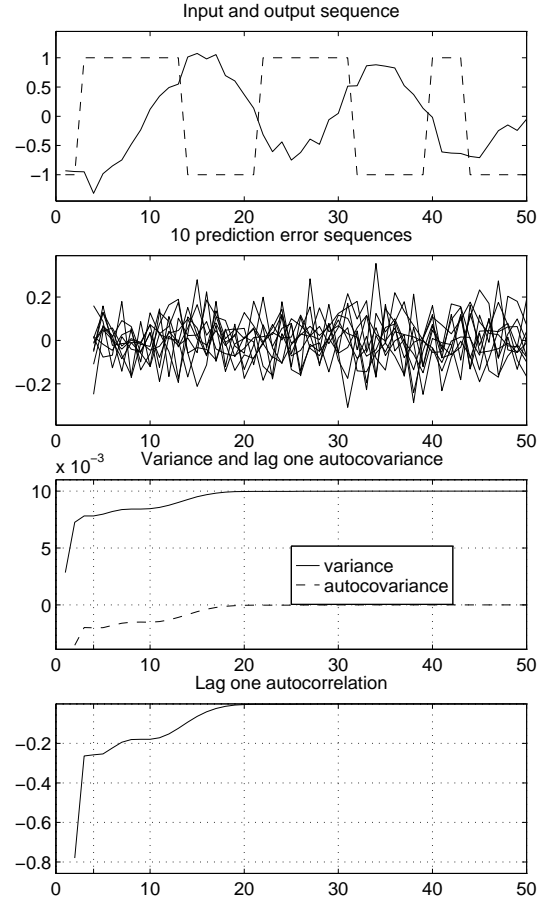 Input and output sequence
1
0.5
0
−0.5
−1
0 10 20 30 40 50
10 prediction error sequences
0.2
0
−0.2
0 10 20 30 40 50
x 10⁻³
Variance and lag one autocovariance
10
5
0
variance
autocovariance
0 10 20 30 40 50
Lag one autocorrelation
−0.2
−0.4
−0.6
−0.8
0 10 20 30 40 50